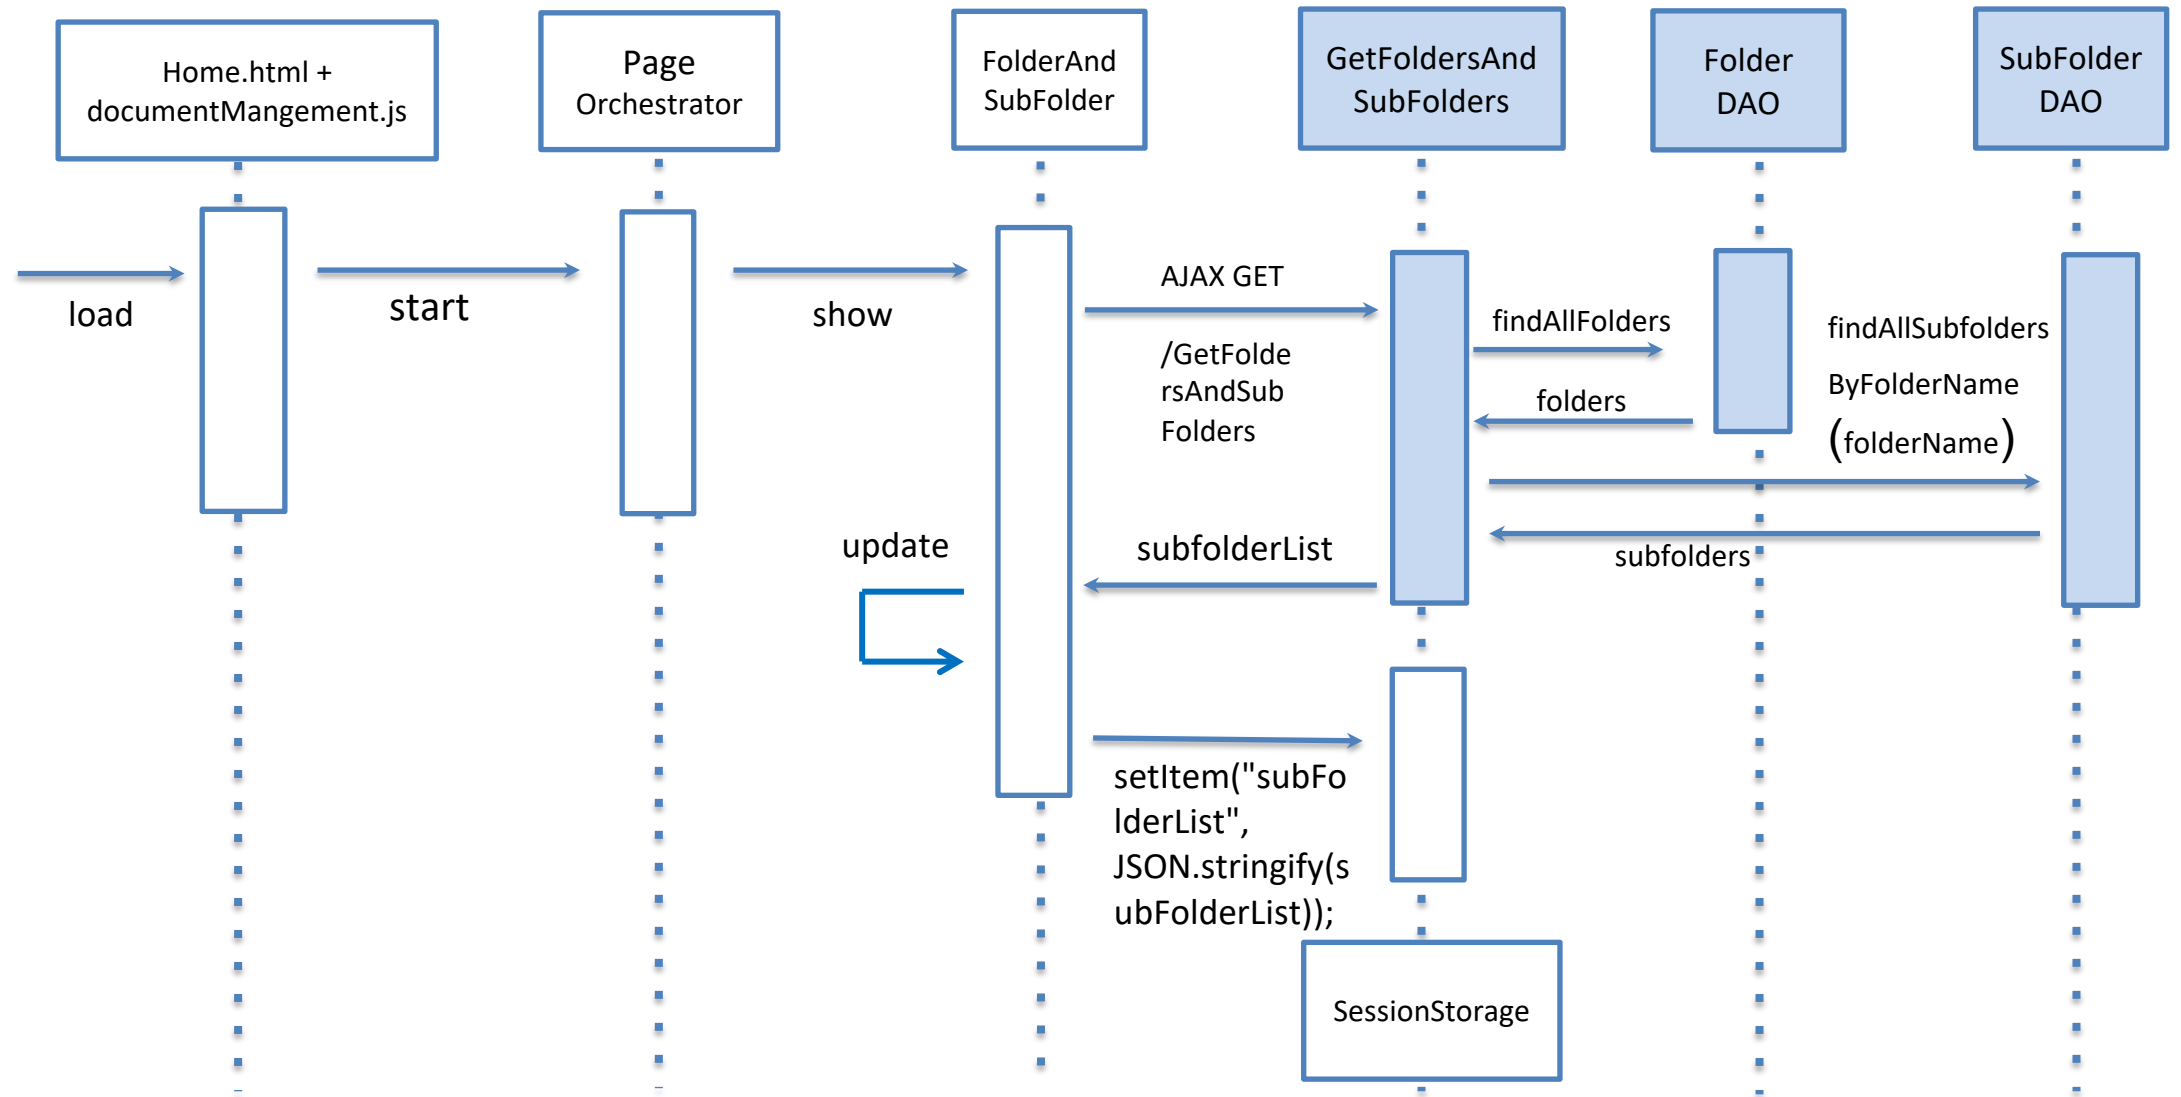 Home.html +
documentMangement.js
Page
Orchestrator
FolderAnd
SubFolder
GetFoldersAnd
SubFolders
Folder
DAO
SubFolder
DAO
load
start
show
AJAX GET
/GetFolde
rsAndSub
Folders
findAllFolders
folders
findAllSubfolders
ByFolderName
(folderName)
subfolders
subfolderList
update
setItem("subFo
lderList",
JSON.stringify(s
ubFolderList));
SessionStorage